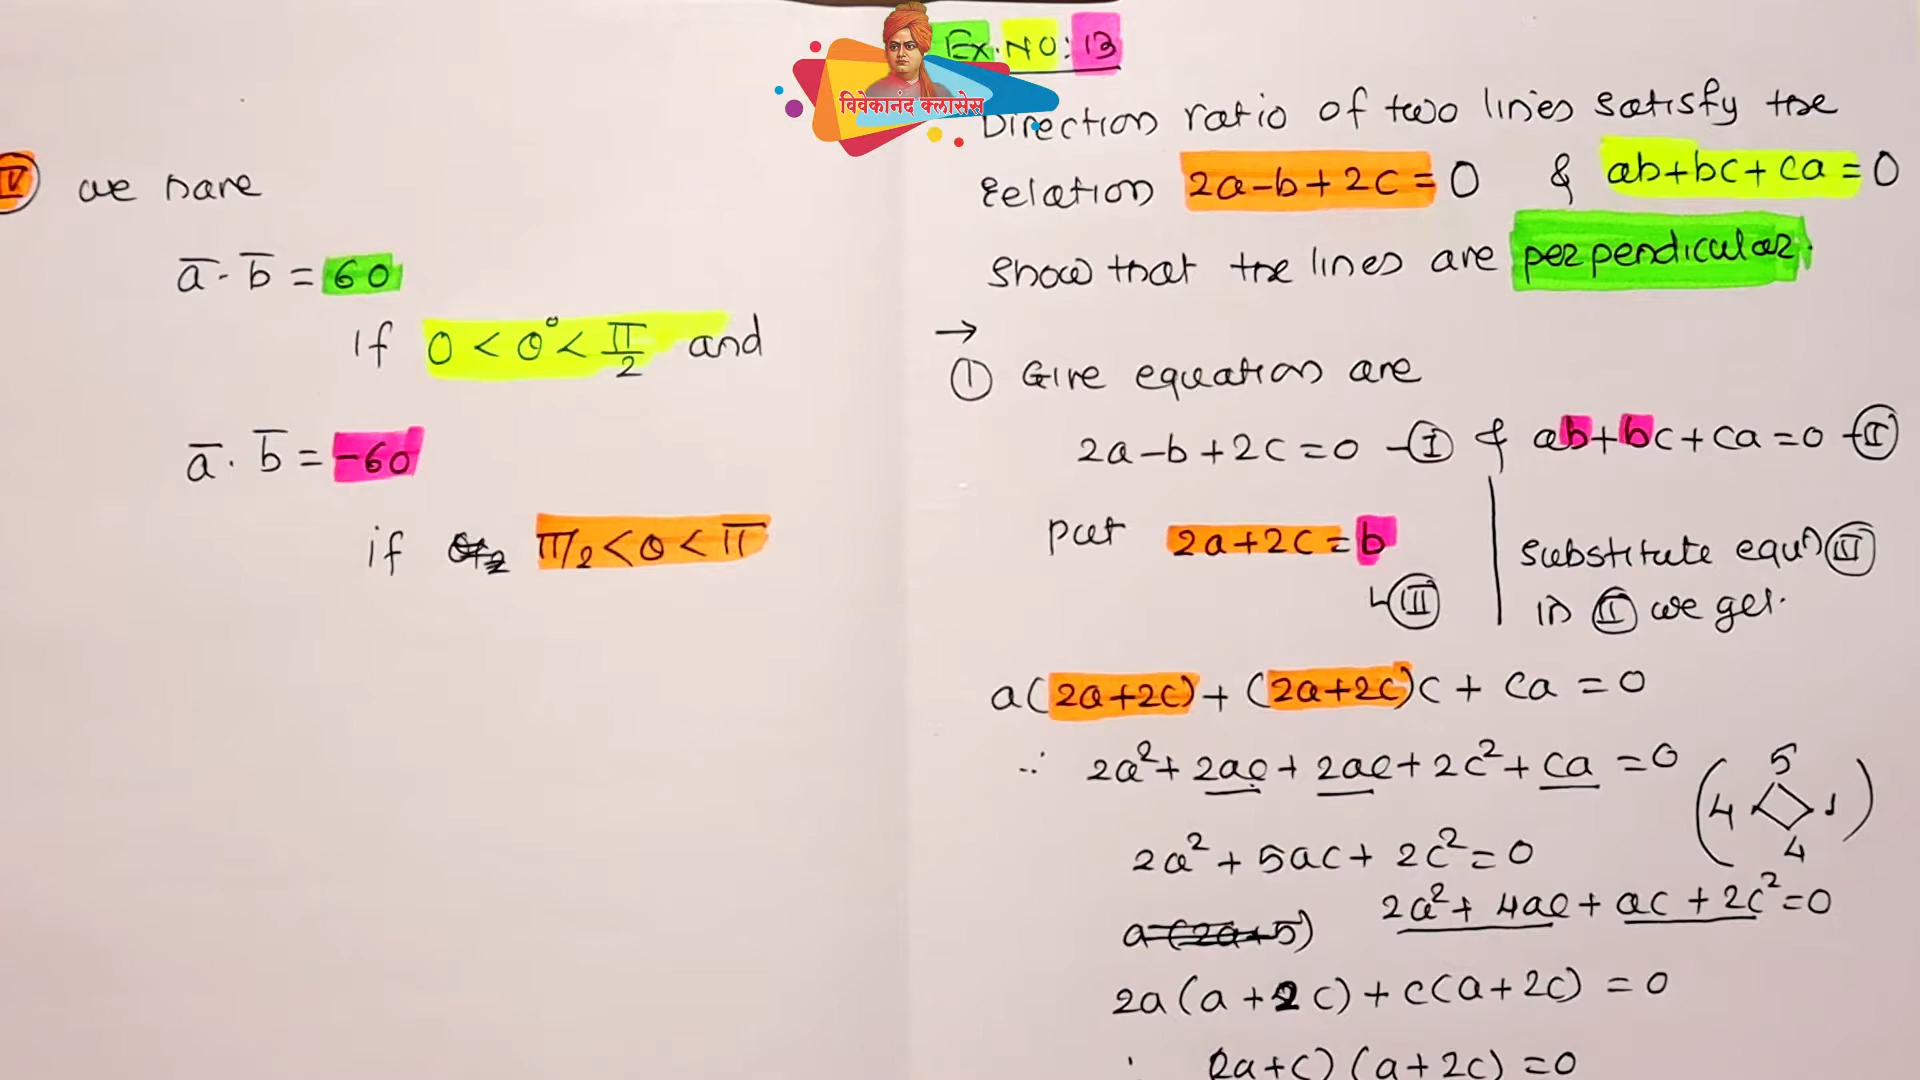 विवेकानंद क्लासेस
IV we have
a̅ · b̅ = 60
If 0 < θ° < π/2 and
a̅ · b̅ = -60
if π/2 < θ < π
Ex. NO: 13
Direction ratio of two lines satisfy the
relation 2a-b+2c = 0 & ab+bc+ca = 0
show that the lines are perpendicular.
→
① Give equations are
2a-b+2c=0 -Ⓘ & ab+bc+ca=0 -Ⓘ︎Ⓘ
put 2a+2c = b
(III)
substitute equn (III)
in (II) we get.
a(2a+2c) + (2a+2c)c + ca = 0
∴ 2a²+ 2ac + 2ac + 2c² + ca = 0
5
4 1
4
2a² + 5ac + 2c² = 0
2a² + 4ac + ac + 2c² = 0
a(2a+5)
2a(a+2c) + c(a+2c) = 0
∴ (2a+c) (a+2c) = 0